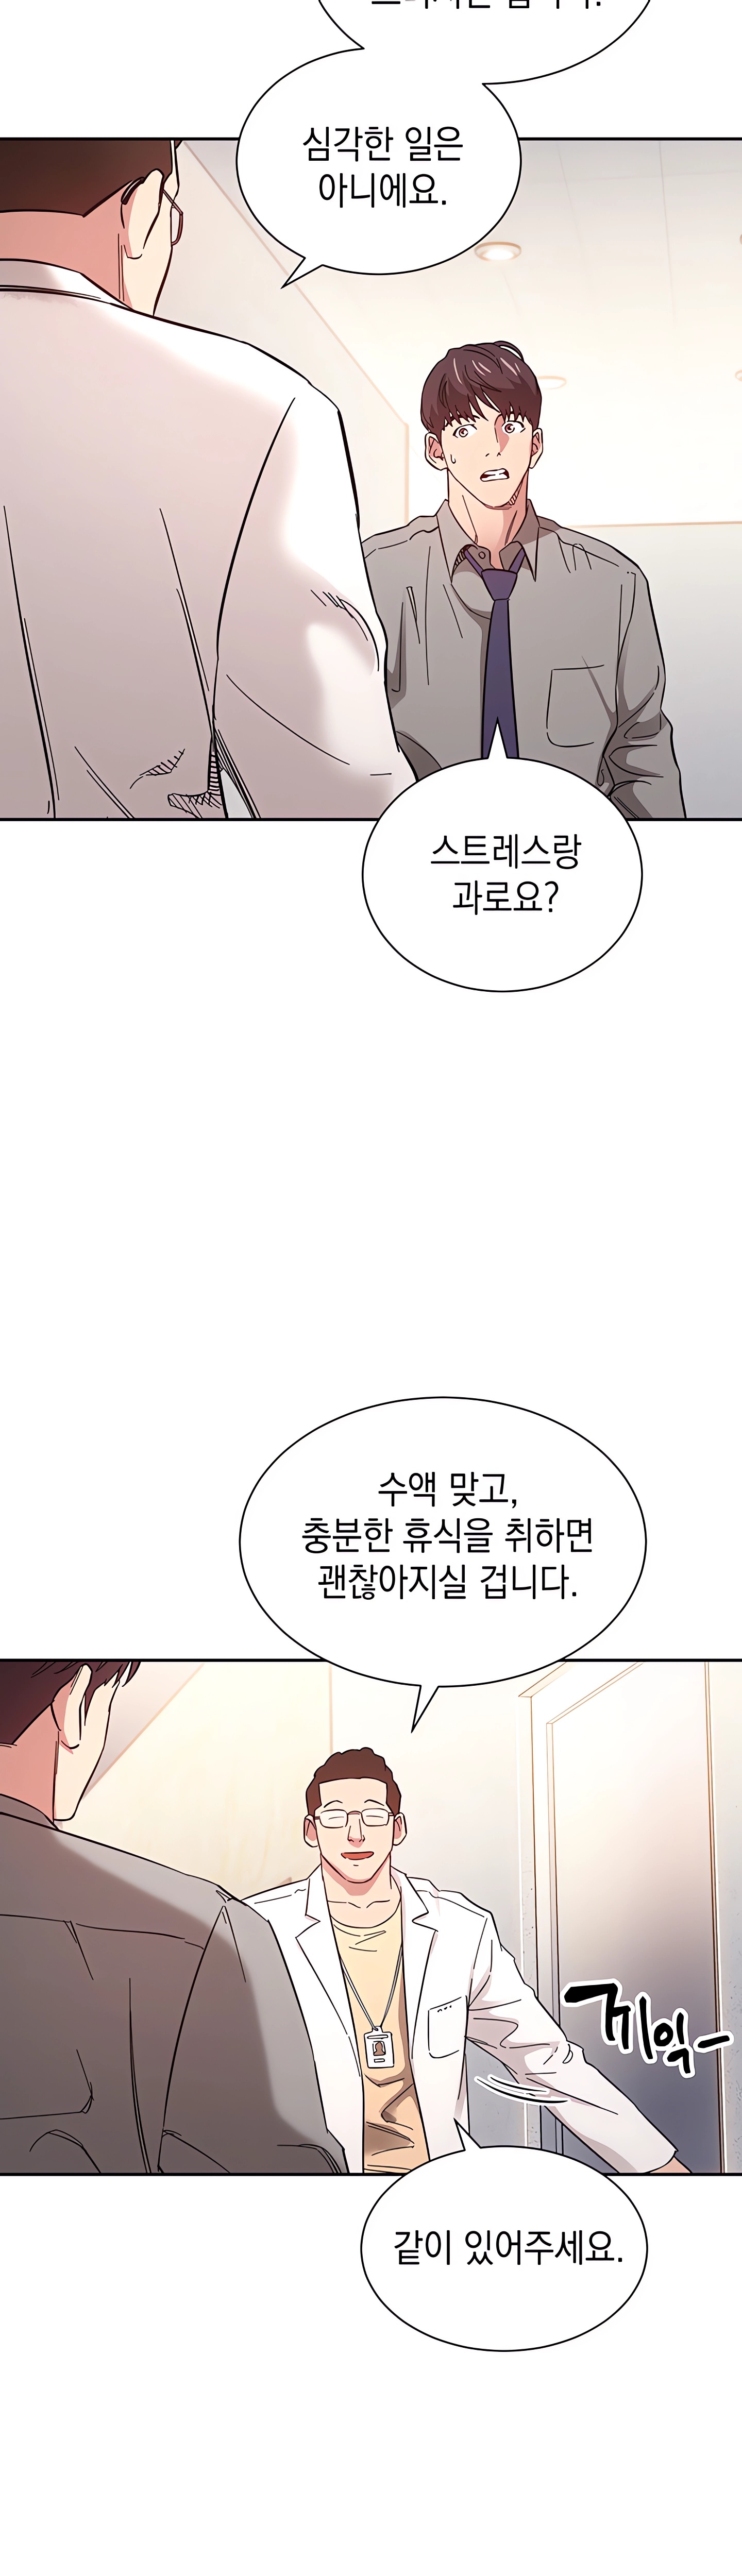 심각한 일은
아니에요.
스트레스랑
과로요?
수액 맞고,
충분한 휴식을 취하면
괜찮아지실 겁니다.
끼익-
같이 있어주세요.